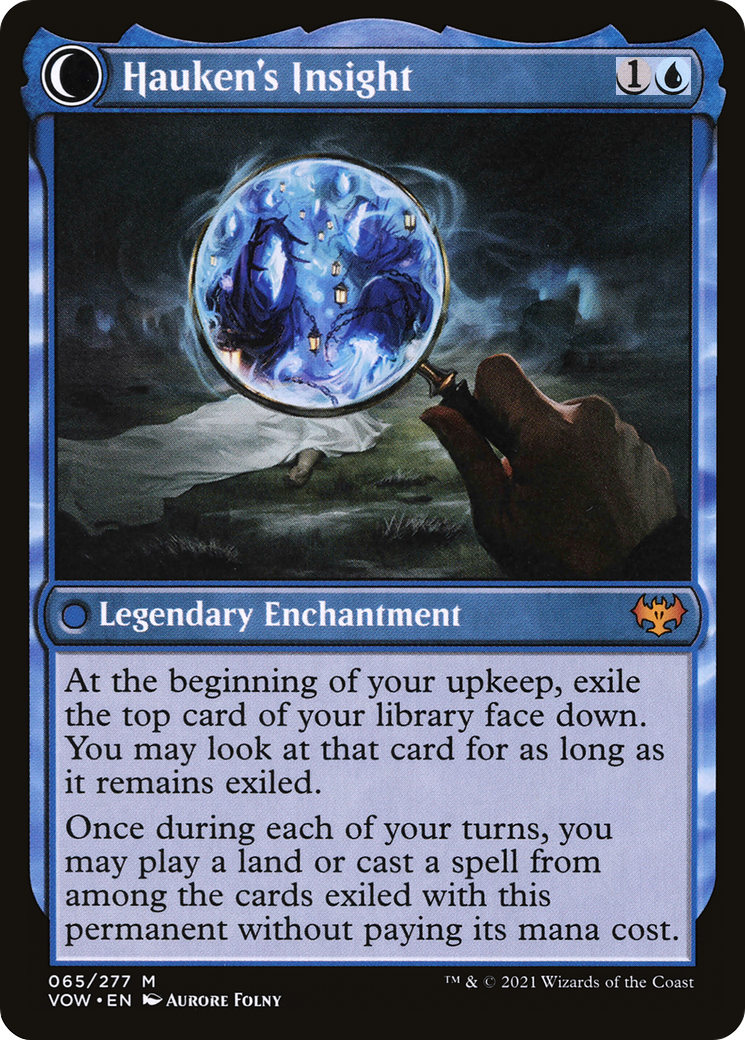 Hauken's Insight
1
Legendary Enchantment
At the beginning of your upkeep, exile
the top card of your library face down.
You may look at that card for as long as
it remains exiled.
Once during each of your turns, you
may play a land or cast a spell from
among the cards exiled with this
permanent without paying its mana cost.
065/277 M
VOW • EN Aurore Folny
™ & © 2021 Wizards of the Coast